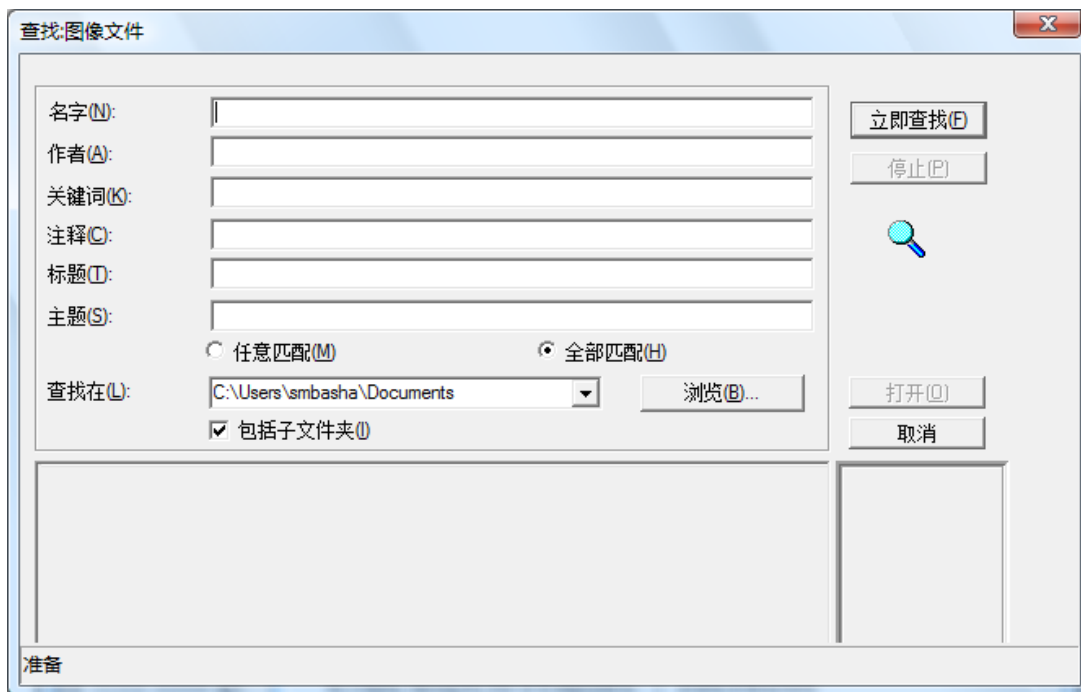 查找:图像文件
名字(N):
立即查找(F)
作者(A):
停止(P)
关键词(K):
注释(C):
标题(T):
主题(S):
任意匹配(M) 全部匹配(H)
查找在(L): C:\Users\smbasha\Documents 浏览(B)... 打开(O)
包括子文件夹(I) 取消
准备